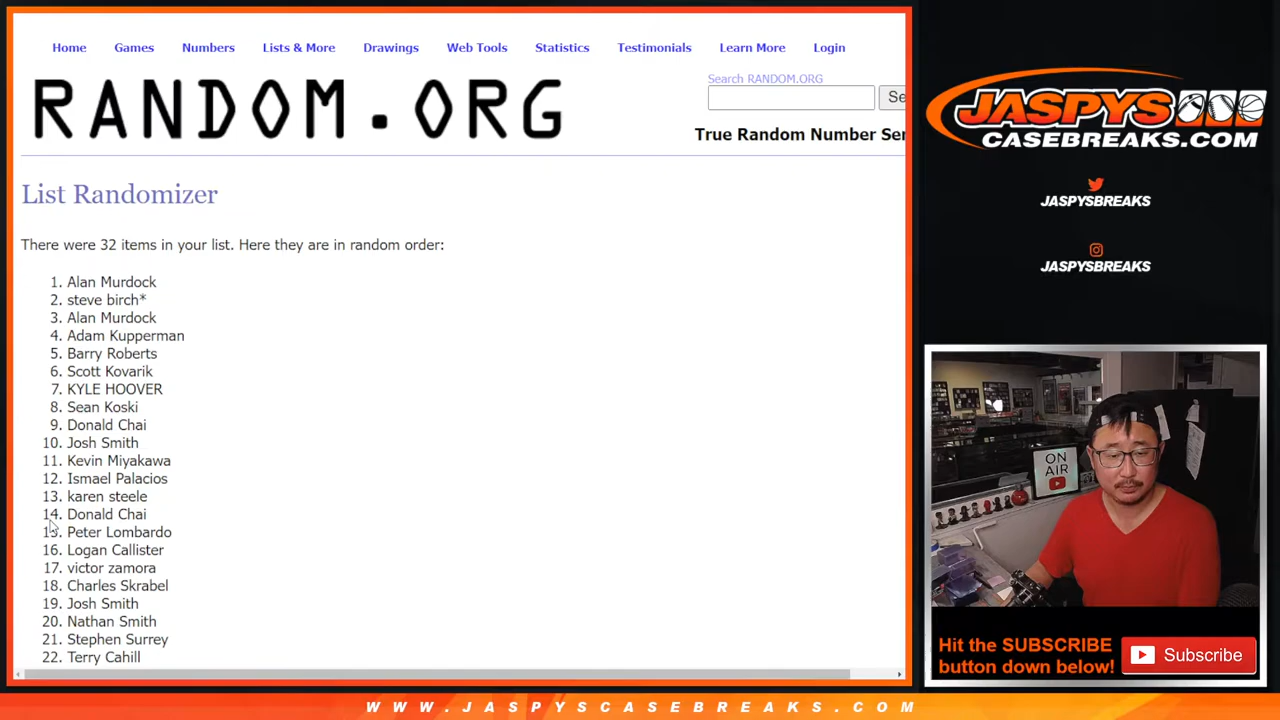 Home Games Numbers Lists & More Drawings Web Tools Statistics Testimonials Learn More Login
RANDOM.ORG
Search RANDOM.ORG
Se
True Random Number Ser
List Randomizer
There were 32 items in your list. Here they are in random order:
1. Alan Murdock
2. steve birch*
3. Alan Murdock
4. Adam Kupperman
5. Barry Roberts
6. Scott Kovarik
7. KYLE HOOVER
8. Sean Koski
9. Donald Chai
10. Josh Smith
11. Kevin Miyakawa
12. Ismael Palacios
13. karen steele
14. Donald Chai
15. Peter Lombardo
16. Logan Callister
17. victor zamora
18. Charles Skrabel
19. Josh Smith
20. Nathan Smith
21. Stephen Surrey
22. Terry Cahill
JASPYS
CASEBREAKS.COM
JASPYSBREAKS
JASPYSBREAKS
ON
AIR
Hit the SUBSCRIBE
button down below!
Subscribe
WWW.JASPYSCASEBREAKS.COM